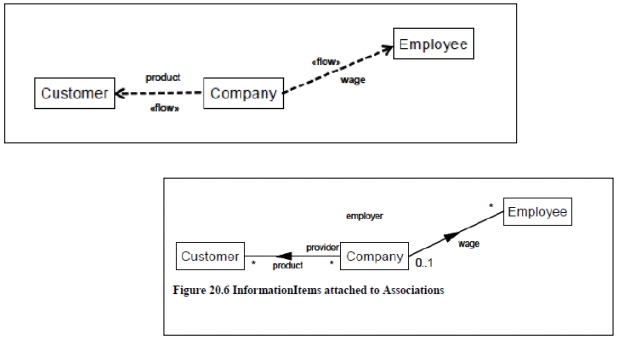 Employee
«flow»
wage
product
Customer
Company
«flow»
* Employee
employer
wage
provider
Customer
Company
* product * 0..1
Figure 20.6 InformationItems attached to Associations